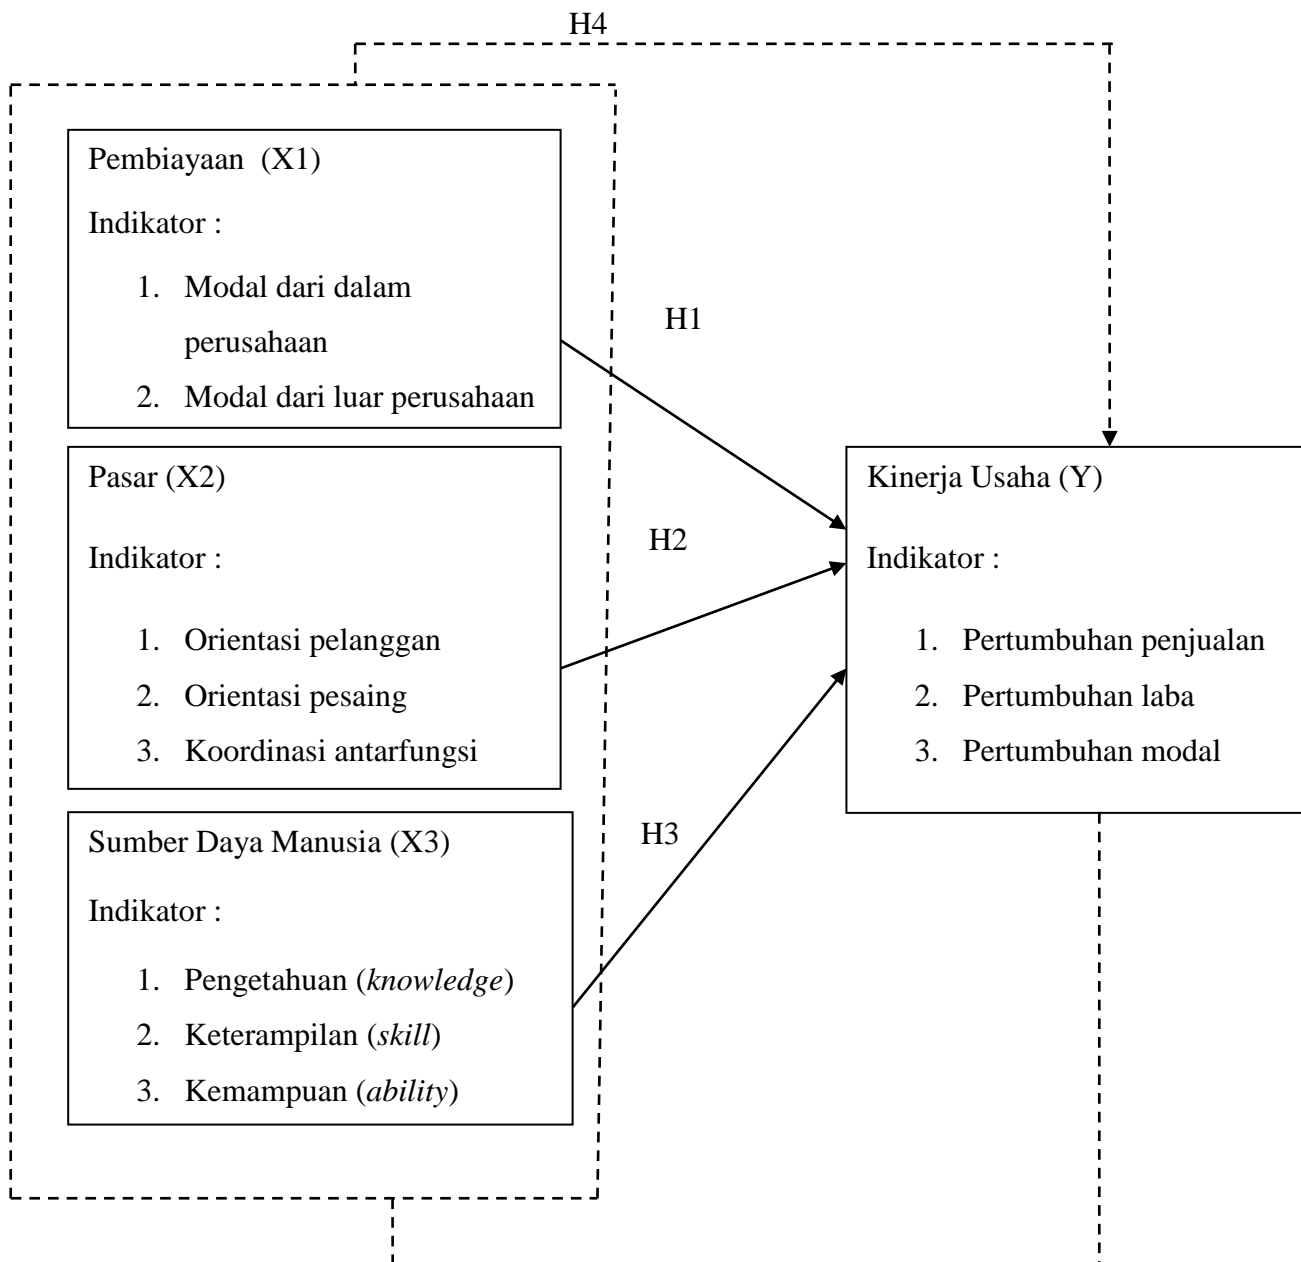 H4
Pembiayaan (X1)
Indikator :
1. Modal dari dalam
perusahaan
2. Modal dari luar perusahaan
H1
Pasar (X2)
Indikator :
1. Orientasi pelanggan
2. Orientasi pesaing
3. Koordinasi antarfungsi
H2
Sumber Daya Manusia (X3)
Indikator :
1. Pengetahuan (knowledge)
2. Keterampilan (skill)
3. Kemampuan (ability)
H3
Kinerja Usaha (Y)
Indikator :
1. Pertumbuhan penjualan
2. Pertumbuhan laba
3. Pertumbuhan modal